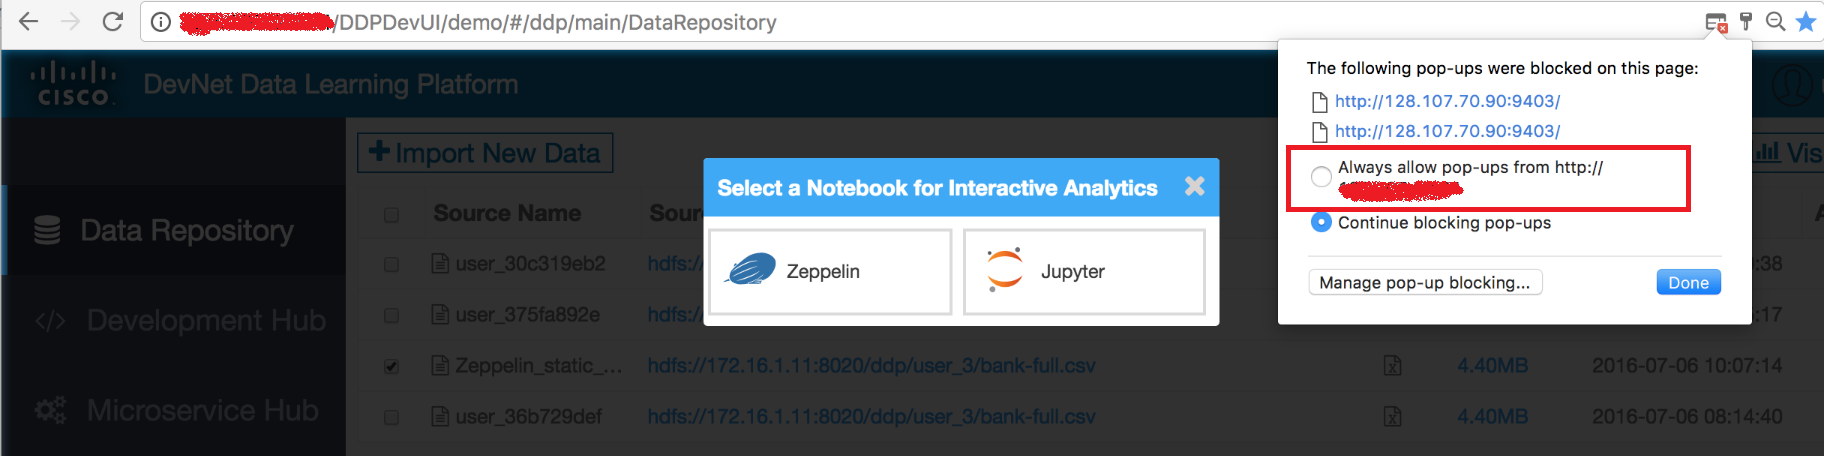 /DDPDevUI/demo/#/ddp/main/DataRepository
CISCO
DevNet Data Learning Platform
The following pop-ups were blocked on this page:
http://128.107.70.90:9403/
http://128.107.70.90:9403/
Always allow pop-ups from http://
Continue blocking pop-ups
Manage pop-up blocking...
Done
+ Import New Data
Select a Notebook for Interactive Analytics
Zeppelin
Jupyter
Data Repository
Development Hub
Microservice Hub
Source Name
Sour
user_30c319eb2
hdfs:/
:38
user_375fa892e
hdfs:/
:17
Zeppelin_static_...
hdfs://172.16.1.11:8020/ddp/user_3/bank-full.csv
4.40MB
2016-07-06 10:07:14
user_36b729def
hdfs://172.16.1.11:8020/ddp/user_3/bank-full.csv
4.40MB
2016-07-06 08:14:40
Vis
A